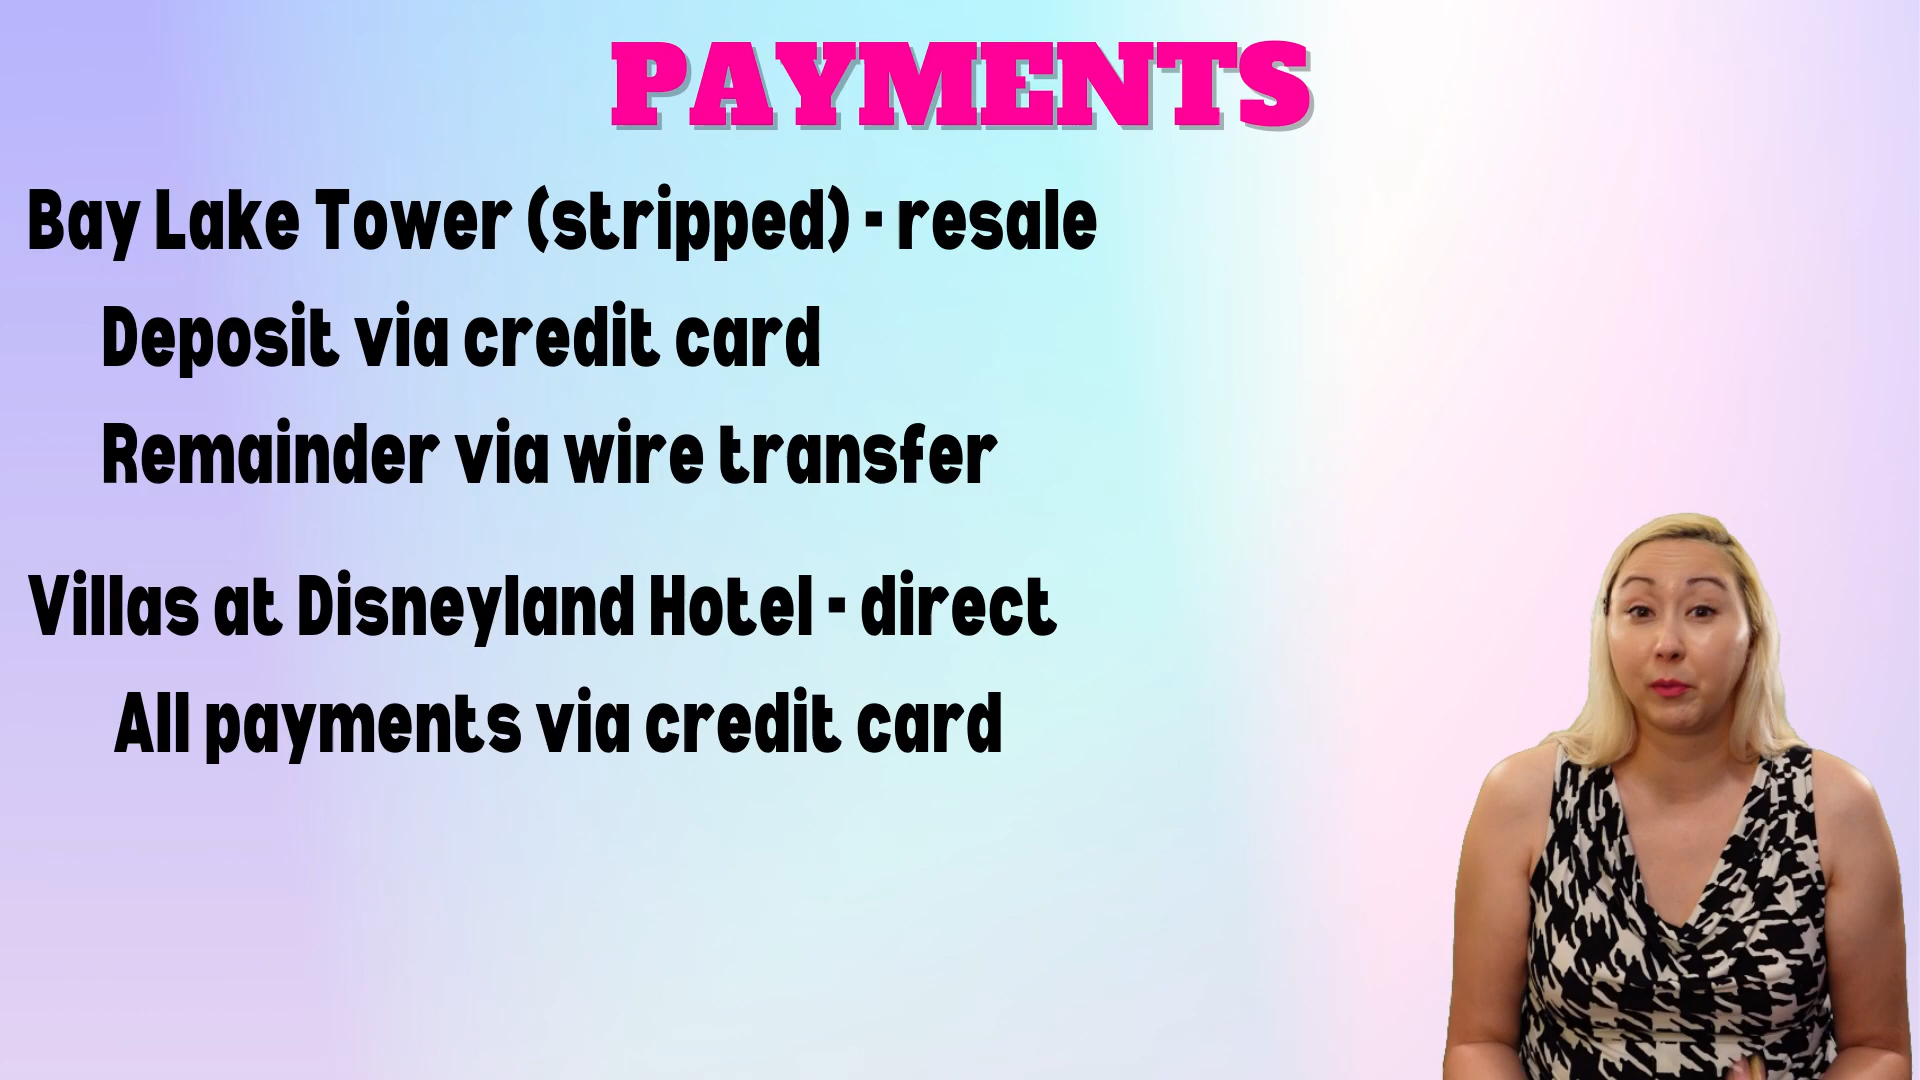 PAYMENTS
Bay Lake Tower (stripped) - resale
Deposit via credit card
Remainder via wire transfer
Villas at Disneyland Hotel - direct
All payments via credit card